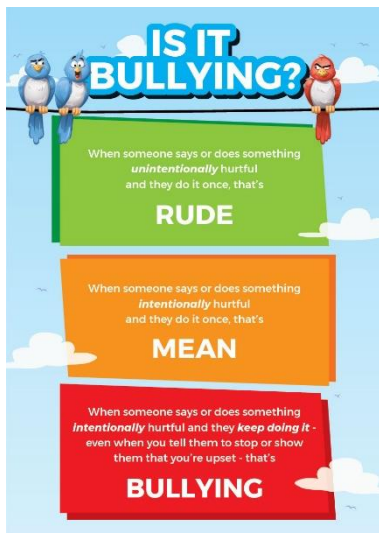 IS IT
BULLYING?
When someone says or does something
unintentionally hurtful
and they do it once, that's
RUDE
When someone says or does something
intentionally hurtful
and they do it once, that's
MEAN
When someone says or does something
intentionally hurtful and they keep doing it -
even when you tell them to stop or show
them that you're upset - that's
BULLYING